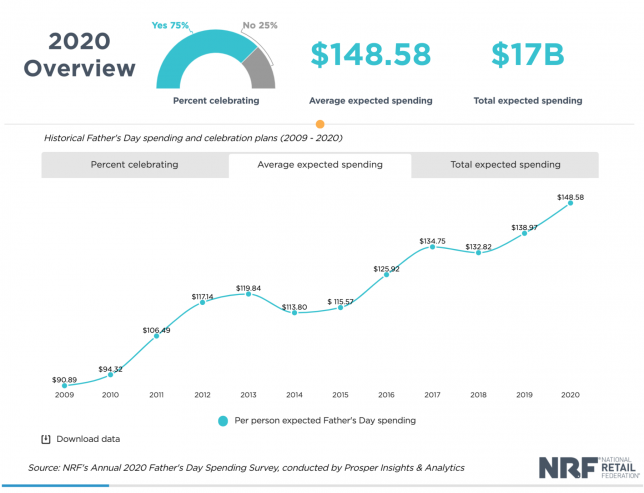 2020
Overview
Yes 75%
No 25%
Percent celebrating
$148.58
Average expected spending
$17B
Total expected spending
Historical Father's Day spending and celebration plans (2009 - 2020)
Percent celebrating
Average expected spending
Total expected spending
$90.89
$94.32
$106.49
$117.14
$119.84
$113.80
$ 115.57
$125.92
$134.75
$132.82
$138.97
$148.58
2009
2010
2011
2012
2013
2014
2015
2016
2017
2018
2019
2020
Per person expected Father's Day spending
Download data
Source: NRF's Annual 2020 Father's Day Spending Survey, conducted by Prosper Insights & Analytics
NRF
NATIONAL
RETAIL
FEDERATION®